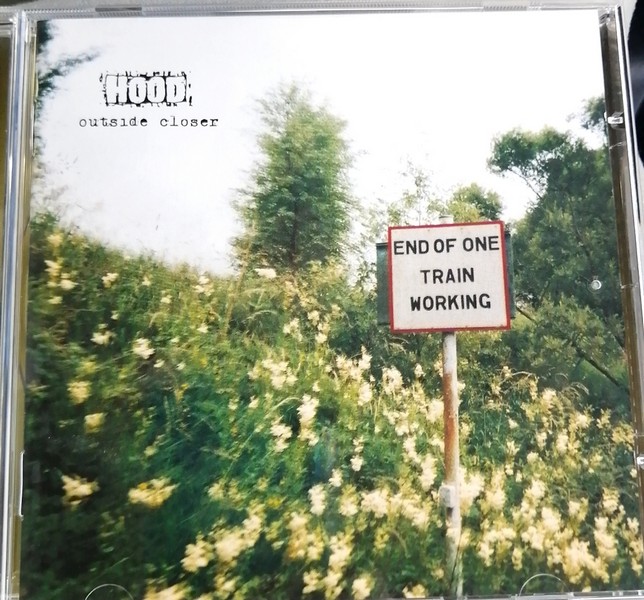 HOOD
outside closer
END OF ONE
TRAIN
WORKING